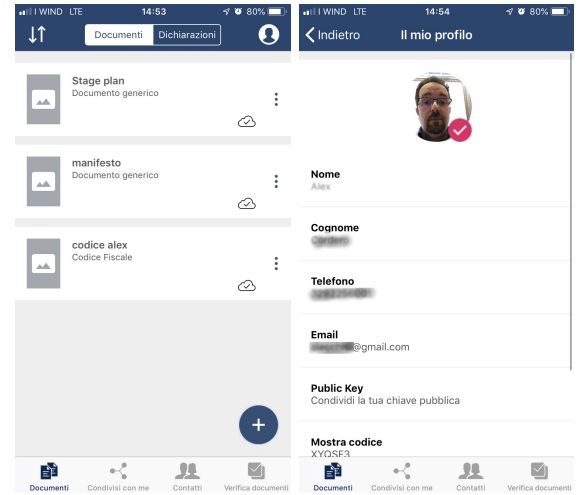 WIND LTE 14:53 80%
Documenti Dichiarazioni
Stage plan
Documento generico
manifesto
Documento generico
codice alex
Codice Fiscale
Documenti Condivisi con me Contatti Verifica documenti
WIND LTE 14:54 80%
Indietro Il mio profilo
Nome
Alex
Cognome
Telefono
Email
@gmail.com
Public Key
Condividi la tua chiave pubblica
Mostra codice
XYQSF3
Documenti Condivisi con me Contatti Verifica documenti